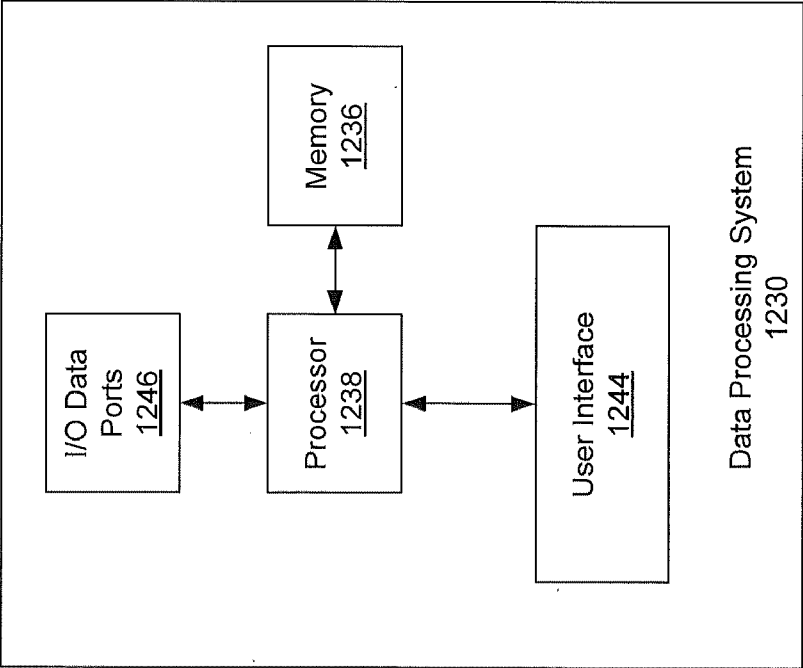 I/O Data
Ports
1246
Processor
1238
Memory
1236
User Interface
1244
Data Processing System
1230